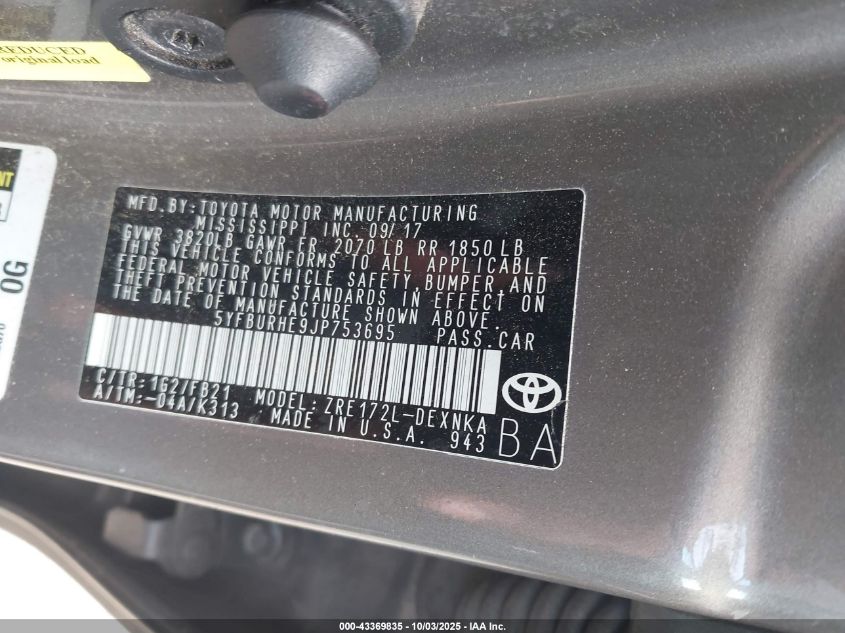 REDUCED
original load
NT
OG
MFD.BY:TOYOTA MOTOR MANUFACTURING
MISSISSIPPI INC. 09/17
GVWR 3820LB GAWR FR 2070 LB RR 1850 LB
THIS VEHICLE CONFORMS TO ALL APPLICABLE
FEDERAL MOTOR VEHICLE SAFETY, BUMPER, AND
THEFT PREVENTION STANDARDS IN EFFECT ON
THE DATE OF MANUFACTURE SHOWN ABOVE.
5YFBURHE9JP753695 PASS.CAR
C/TR:1G2/FB21 MODEL:ZRE172L-DEXNKA
A/TM:-04A/K313 MADE IN U.S.A. 943
BA
000-43369835 - 10/03/2025 - IAA Inc.